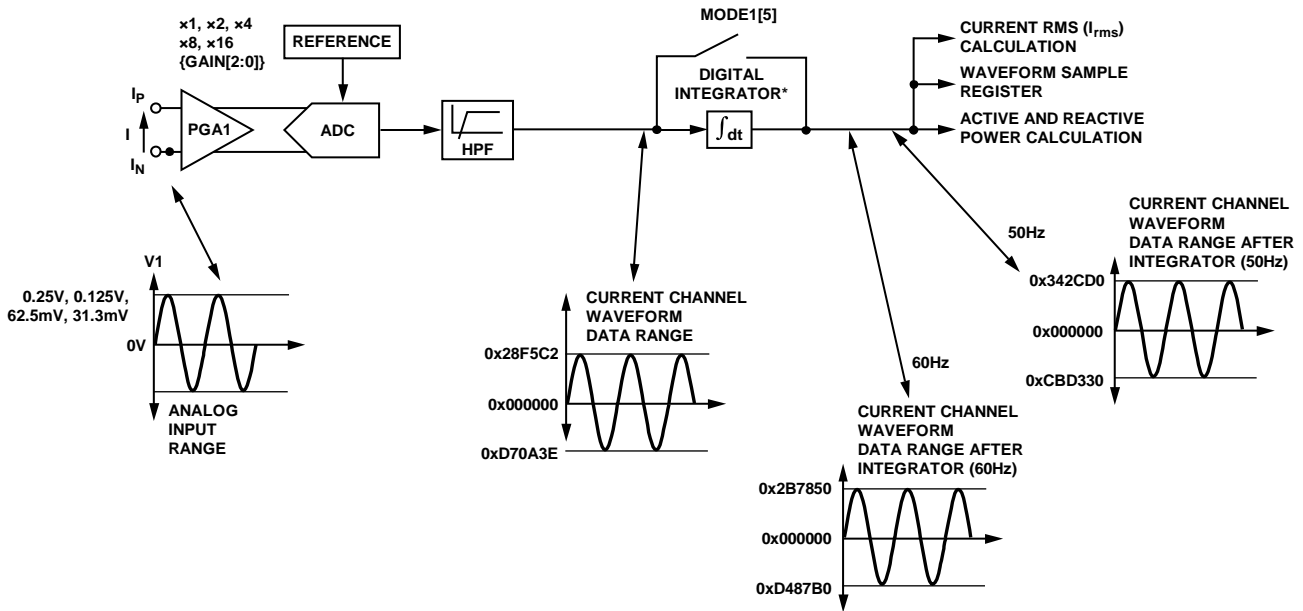 ×1, ×2, ×4
×8, ×16
{GAIN[2:0]}
REFERENCE
MODE1[5]
CURRENT RMS (Irms)
CALCULATION
WAVEFORM SAMPLE
REGISTER
ACTIVE AND REACTIVE
POWER CALCULATION
DIGITAL
INTEGRATOR*
IP
I
IN
PGA1
ADC
HPF
∫dt
50Hz
60Hz
V1
0.25V, 0.125V,
62.5mV, 31.3mV
0V
ANALOG
INPUT
RANGE
CURRENT CHANNEL
WAVEFORM
DATA RANGE
0x28F5C2
0x000000
0xD70A3E
CURRENT CHANNEL
WAVEFORM
DATA RANGE AFTER
INTEGRATOR (50Hz)
0x342CD0
0x000000
0xCBD330
CURRENT CHANNEL
WAVEFORM
DATA RANGE AFTER
INTEGRATOR (60Hz)
0x2B7850
0x000000
0xD487B0